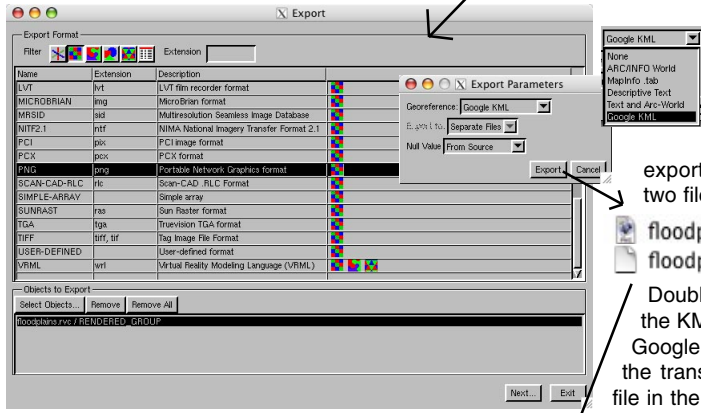 Export
Export Format
Filter Extension
Name Extension Description
LVT lvt LVT film recorder format
MICROBRIAN img MicroBrian format
MRSID sid Multiresolution Seamless Image Database
NITF2.1 ntf NIMA National Imagery Transfer Format 2.1
PCI pix PCI image format
PCX pcx PCX format
PNG png Portable Network Graphics format
SCAN-CAD-RLC rlc Scan-CAD .RLC Format
SIMPLE-ARRAY Simple array
SUNRAST ras Sun Raster format
TGA tga Truevision TGA format
TIFF tiff, tif Tag Image File Format
USER-DEFINED User-defined format
VRML wrl Virtual Reality Modeling Language (VRML)
Objects to Export
Select Objects... Remove Remove All
floodplains.rvc / RENDERED_GROUP
Next... Exit
Export Parameters
Georeference: Google KML
Export to: Separate Files
Null Value From Source
Export Cancel
Google KML
None
ARC/INFO World
MapInfo .tab
Descriptive Text
Text and Arc-World
Google KML
export
two file
floodp
floodp
Doubl
the KM
Google
the trans
file in the